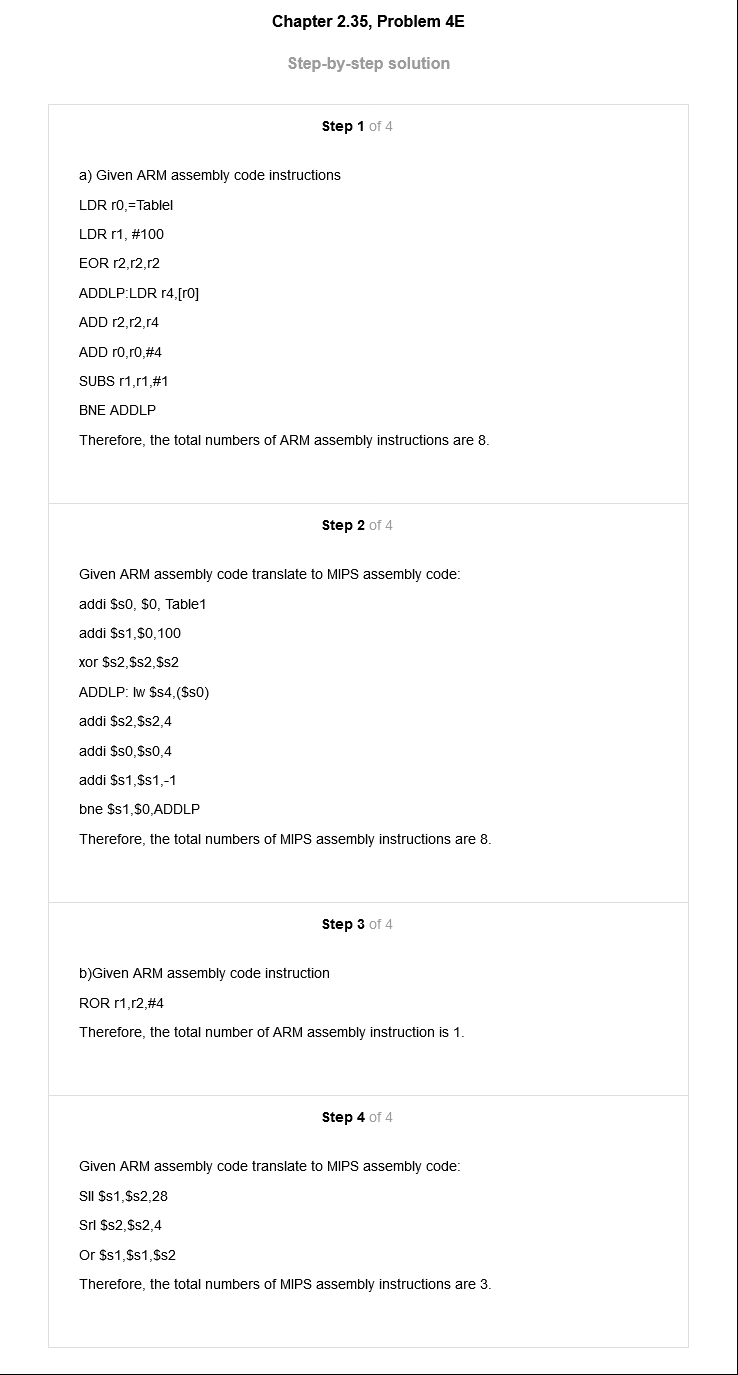 Chapter 2.35, Problem 4E
Step-by-step solution
Step 1 of 4
a) Given ARM assembly code instructions
LDR r0,=Tablel
LDR r1, #100
EOR r2,r2,r2
ADDLP:LDR r4,[r0]
ADD r2,r2,r4
ADD r0,r0,#4
SUBS r1,r1,#1
BNE ADDLP
Therefore, the total numbers of ARM assembly instructions are 8.
Step 2 of 4
Given ARM assembly code translate to MIPS assembly code:
addi $s0, $0, Table1
addi $s1,$0,100
xor $s2,$s2,$s2
ADDLP: lw $s4,($s0)
addi $s2,$s2,4
addi $s0,$s0,4
addi $s1,$s1,-1
bne $s1,$0,ADDLP
Therefore, the total numbers of MIPS assembly instructions are 8.
Step 3 of 4
b)Given ARM assembly code instruction
ROR r1,r2,#4
Therefore, the total number of ARM assembly instruction is 1.
Step 4 of 4
Given ARM assembly code translate to MIPS assembly code:
Sll $s1,$s2,28
Srl $s2,$s2,4
Or $s1,$s1,$s2
Therefore, the total numbers of MIPS assembly instructions are 3.